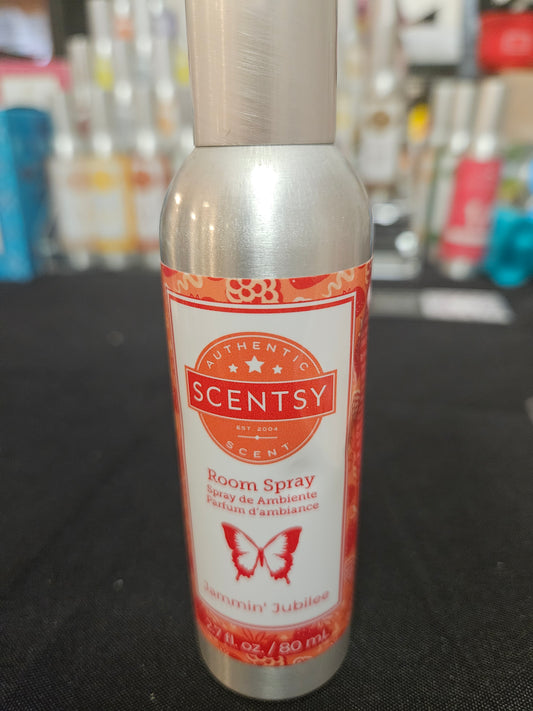 AUTHENTIC
SCENTSY
EST. 2004
SCENT
Room Spray
Spray de Ambiente
Parfum d'ambiance
Jammin' Jubilee
2.7 fl. oz. / 80 mL